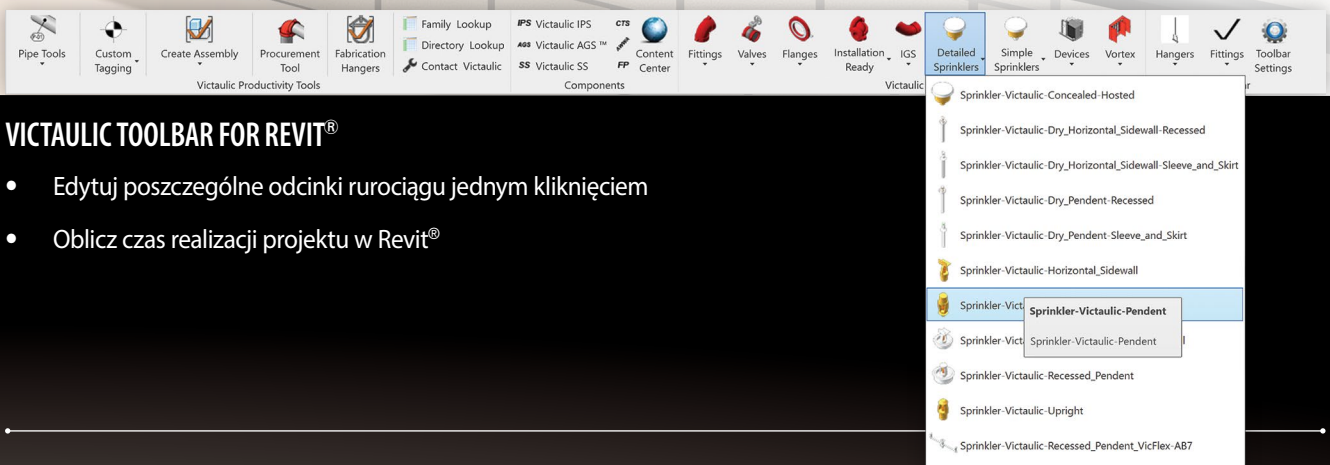 Pipe Tools
Custom Tagging
Create Assembly
Procurement Tool
Fabrication Hangers
Family Lookup
Directory Lookup
Contact Victaulic
Victaulic Productivity Tools
IPS Victaulic IPS
AGS Victaulic AGS ™
SS Victaulic SS
CTS
FP
Content Center
Components
Fittings
Valves
Flanges
Installation Ready
IGS
Detailed Sprinklers
Simple Sprinklers
Devices
Vortex
Victaulic
Hangers
Fittings
Toolbar Settings
r
VICTAULIC TOOLBAR FOR REVIT®
• Edytuj poszczególne odcinki rurociągu jednym kliknięciem
• Oblicz czas realizacji projektu w Revit®
Sprinkler-Victaulic-Concealed-Hosted
Sprinkler-Victaulic-Dry_Horizontal_Sidewall-Recessed
Sprinkler-Victaulic-Dry_Horizontal_Sidewall-Sleeve_and_Skirt
Sprinkler-Victaulic-Dry_Pendent-Recessed
Sprinkler-Victaulic-Dry_Pendent-Sleeve_and_Skirt
Sprinkler-Victaulic-Horizontal_Sidewall
Sprinkler-Vict
Sprinkler-Victaulic-Pendent
Sprinkler-Vict
Sprinkler-Victaulic-Pendent
l
Sprinkler-Victaulic-Recessed_Pendent
Sprinkler-Victaulic-Upright
Sprinkler-Victaulic-Recessed_Pendent_VicFlex-AB7